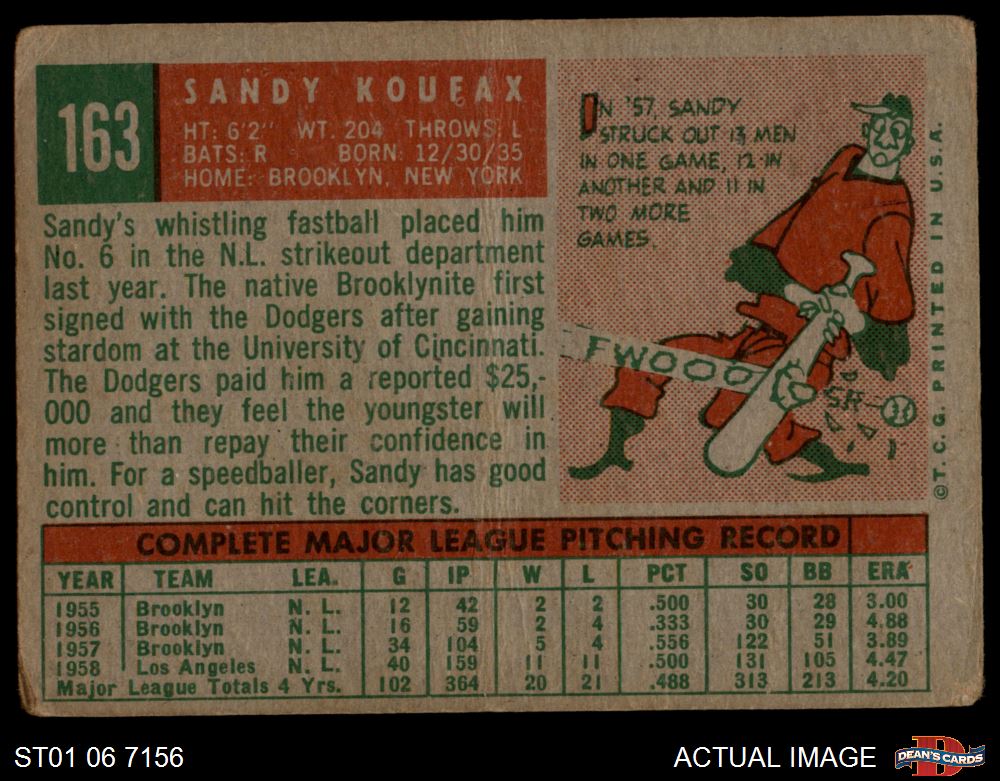 163
SANDY KOUFAX
HT: 6'2" WT. 204 THROWS: L
BATS: R BORN: 12/30/35
HOME: BROOKLYN, NEW YORK
Sandy's whistling fastball placed him
No. 6 in the N.L. strikeout department
last year. The native Brooklynite first
signed with the Dodgers after gaining
stardom at the University of Cincinnati.
The Dodgers paid him a reported $25,-
000 and they feel the youngster will
more than repay their confidence in
him. For a speedballer, Sandy has good
control and can hit the corners.
IN '57, SANDY
STRUCK OUT 13 MEN
IN ONE GAME, 12 IN
ANOTHER AND 11 IN
TWO MORE
GAMES.
FWOOO
©T.C.G. PRINTED IN U.S.A.
COMPLETE MAJOR LEAGUE PITCHING RECORD
YEAR TEAM LEA. G IP W L PCT SO BB ERA
1955 Brooklyn N. L. 12 42 2 2 .500 30 28 3.00
1956 Brooklyn N. L. 16 59 2 4 .333 30 29 4.88
1957 Brooklyn N. L. 34 104 5 4 .556 122 51 3.89
1958 Los Angeles N. L. 40 159 11 11 .500 131 105 4.47
Major League Totals 4 Yrs. 102 364 20 21 .488 313 213 4.20
ST01 06 7156
ACTUAL IMAGE
D
DEAN'S CARDS